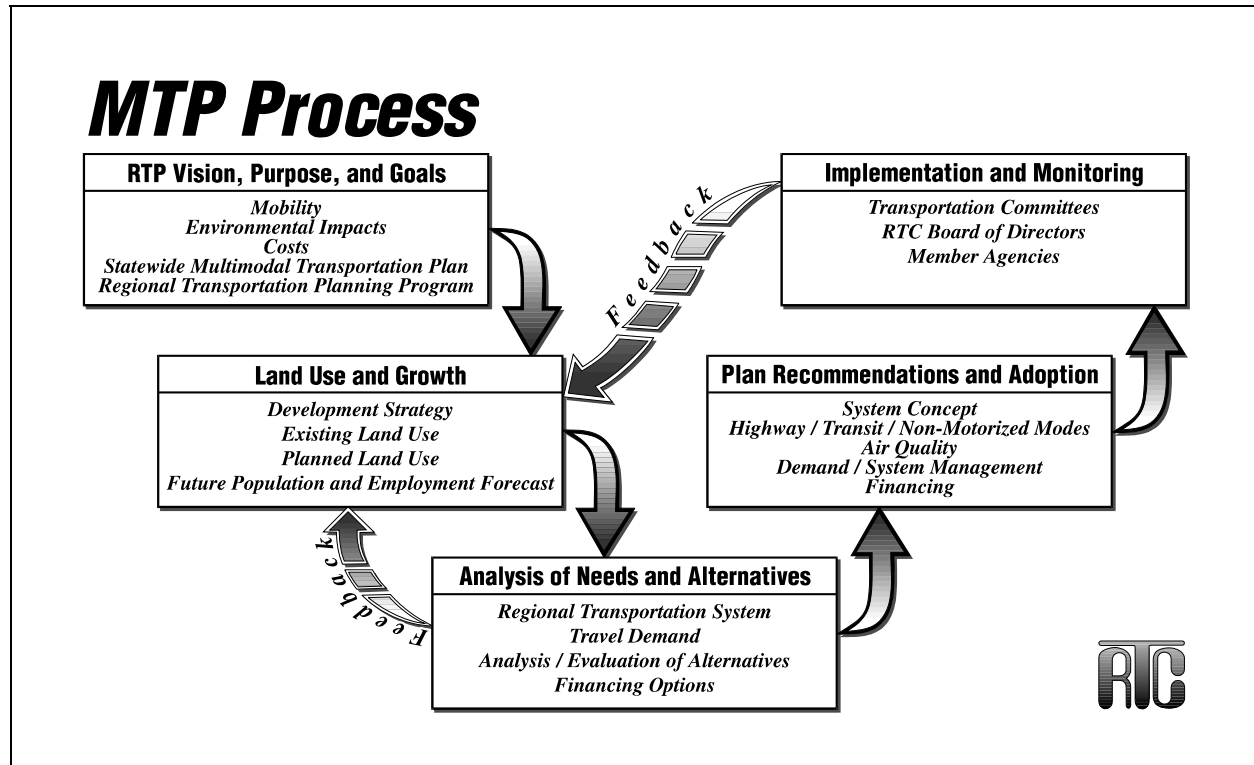 MTP Process
RTP Vision, Purpose, and Goals
Mobility
Environmental Impacts
Costs
Statewide Multimodal Transportation Plan
Regional Transportation Planning Program
Land Use and Growth
Development Strategy
Existing Land Use
Planned Land Use
Future Population and Employment Forecast
Feedback
Analysis of Needs and Alternatives
Regional Transportation System
Travel Demand
Analysis / Evaluation of Alternatives
Financing Options
Plan Recommendations and Adoption
System Concept
Highway / Transit / Non-Motorized Modes
Air Quality
Demand / System Management
Financing
Implementation and Monitoring
Transportation Committees
RTC Board of Directors
Member Agencies
Feedback
RTC